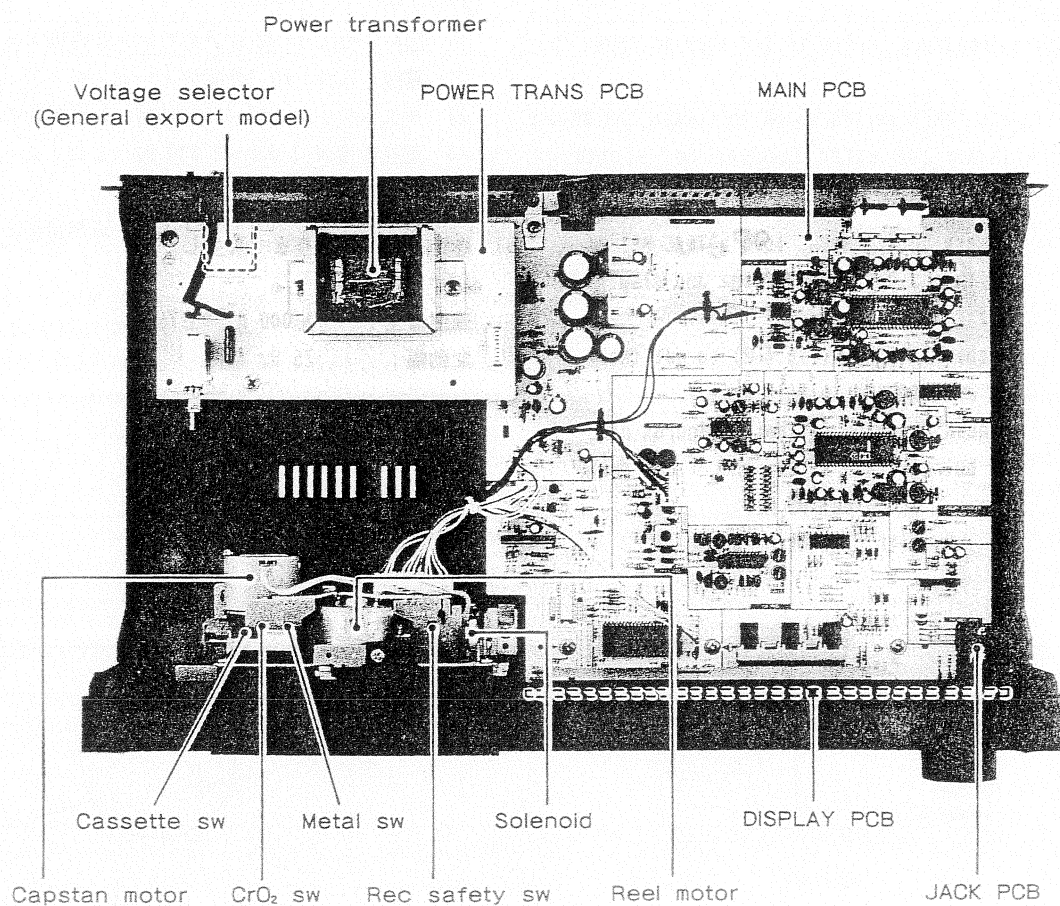 Power transformer
Voltage selector
(General export model)
POWER TRANS PCB
MAIN PCB
Cassette sw
Metal sw
Solenoid
DISPLAY PCB
Capstan motor
CrO₂ sw
Rec safety sw
Reel motor
JACK PCB